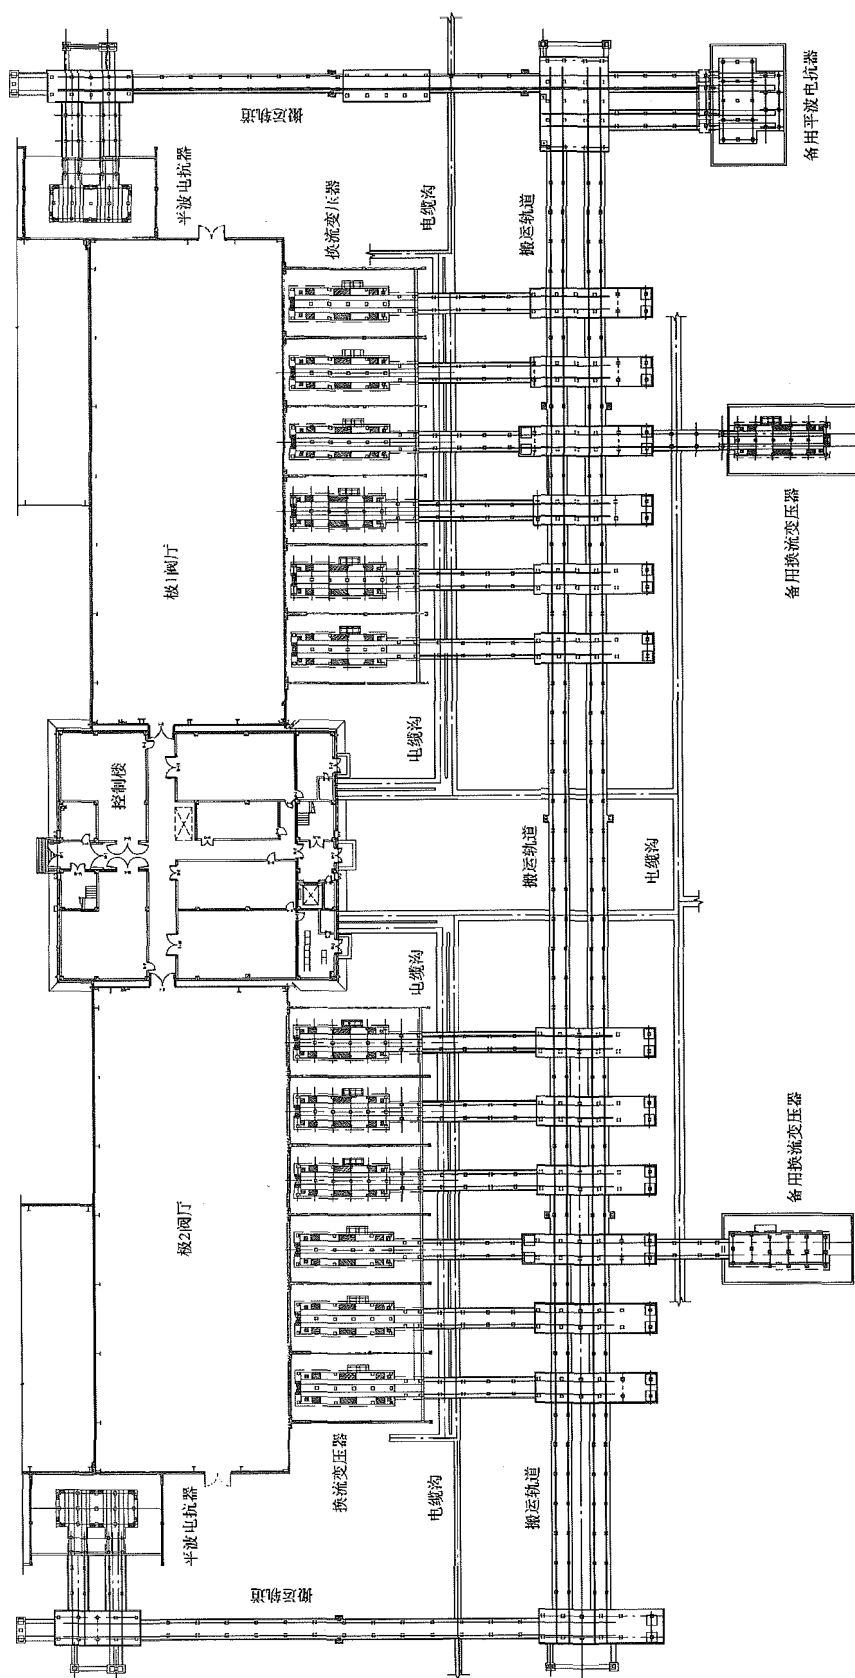 搬运轨道
平波电抗器
换流变压器
电缆沟
搬运轨道
备用平波电抗器
极1阀厅
备用换流变压器
控制楼
电缆沟
搬运轨道
电缆沟
电缆沟
极2阀厅
备用换流变压器
平波电抗器
换流变压器
电缆沟
搬运轨道
搬运轨道